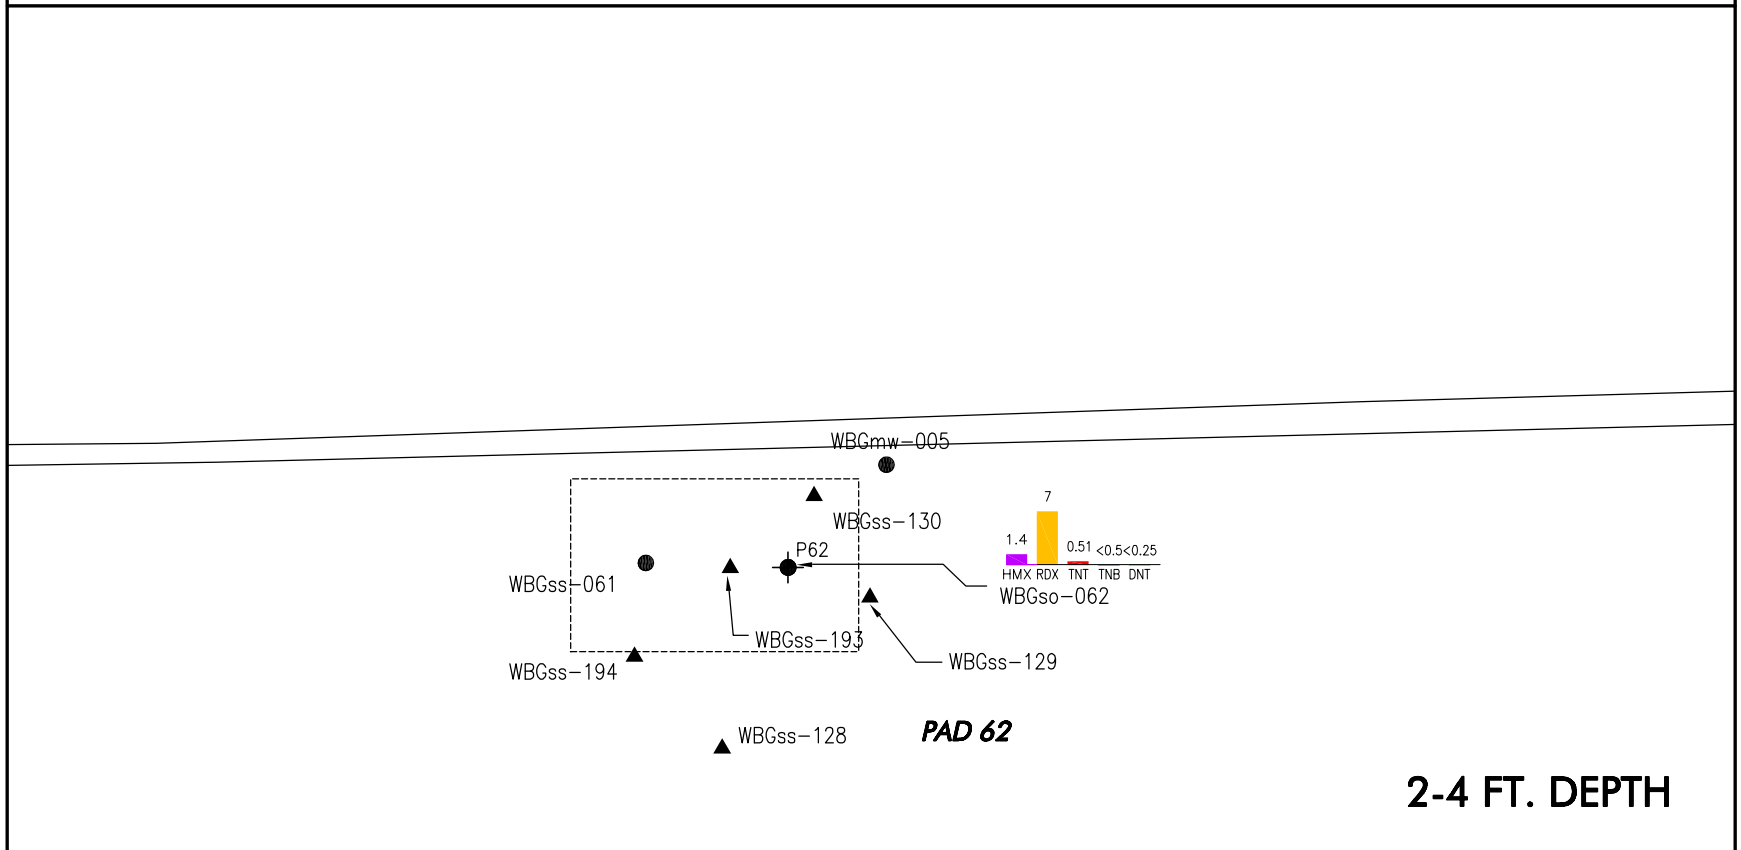 WBGmw-005
7
WBGss-130
1.4
0.51 <0.5<0.25
P62
HMX RDX TNT TNB DNT
WBGss-061
WBGso-062
WBGss-193
WBGss-129
WBGss-194
PAD 62
WBGss-128
2-4 FT. DEPTH